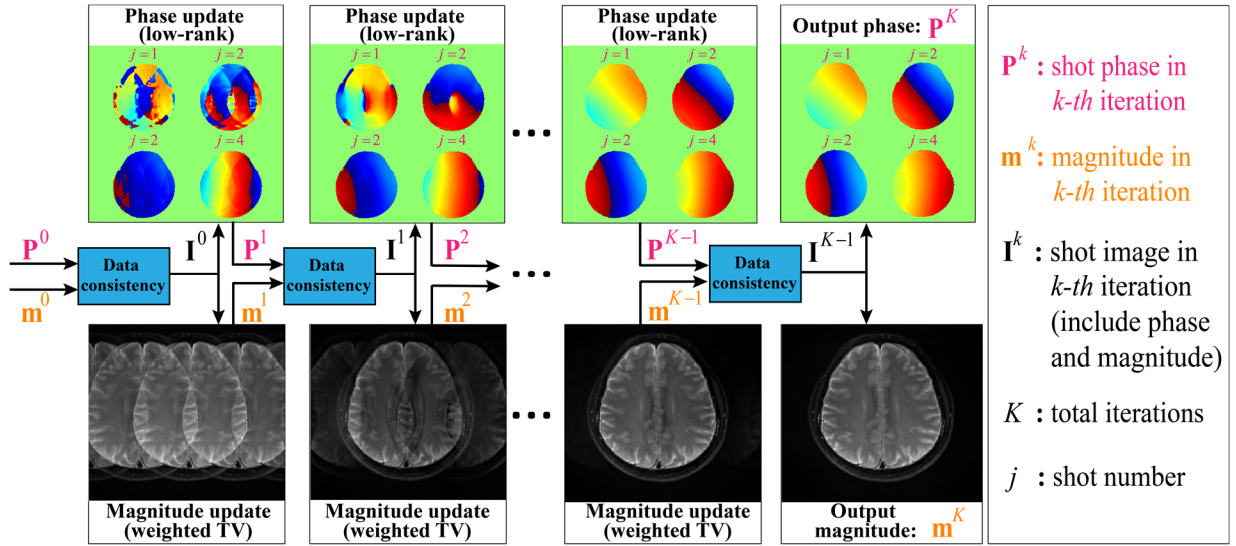 Phase update
(low-rank)
j=1
j=2
j=2
j=4
Phase update
(low-rank)
j=1
j=2
j=2
j=4
Phase update
(low-rank)
j=1
j=2
j=2
j=4
Output phase: P^K
j=1
j=2
j=2
j=4
P^0
m^0
Data
consistency
I^0
P^1
m^1
Data
consistency
I^1
P^2
m^2
...
...
...
P^{K-1}
m^{K-1}
Data
consistency
I^{K-1}
Magnitude update
(weighted TV)
Magnitude update
(weighted TV)
Magnitude update
(weighted TV)
Output
magnitude: m^K
P^k : shot phase in
k-th iteration
m^k: magnitude in
k-th iteration
I^k : shot image in
k-th iteration
(include phase
and magnitude)
K : total iterations
j : shot number